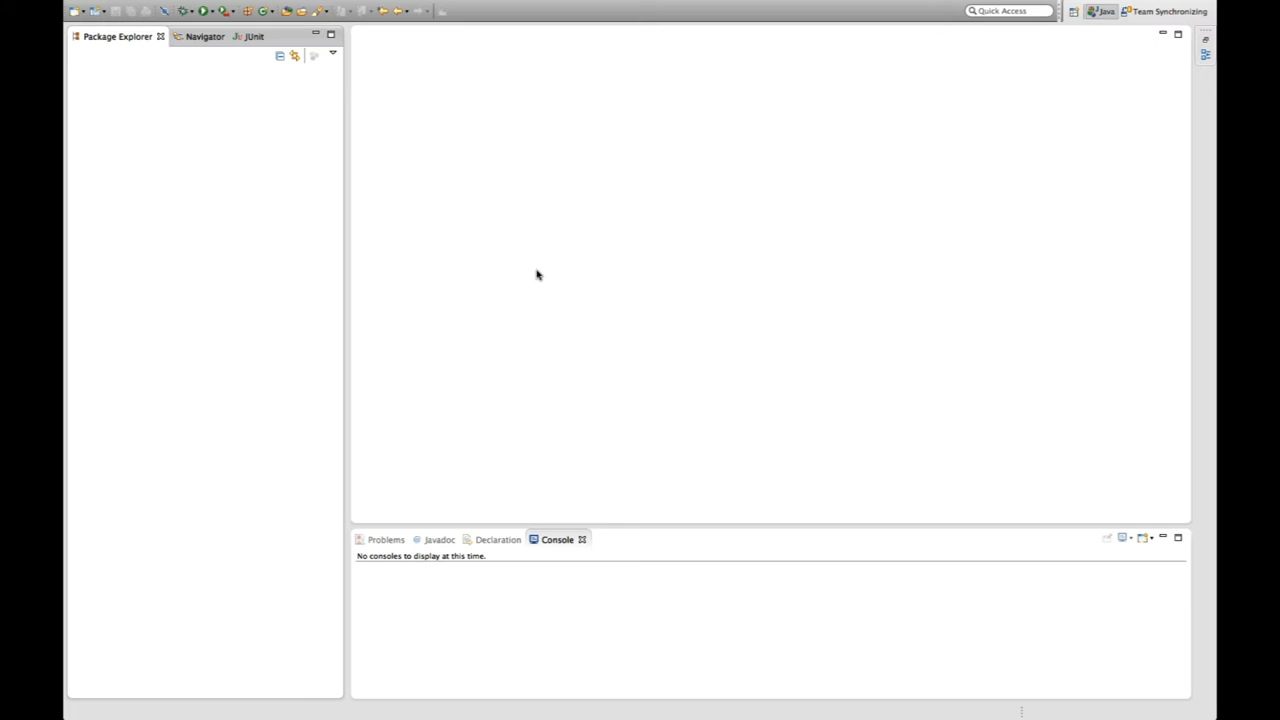 Quick Access
Java
Team Synchronizing
Package Explorer
Navigator
JUnit
Problems
Javadoc
Declaration
Console
No consoles to display at this time.